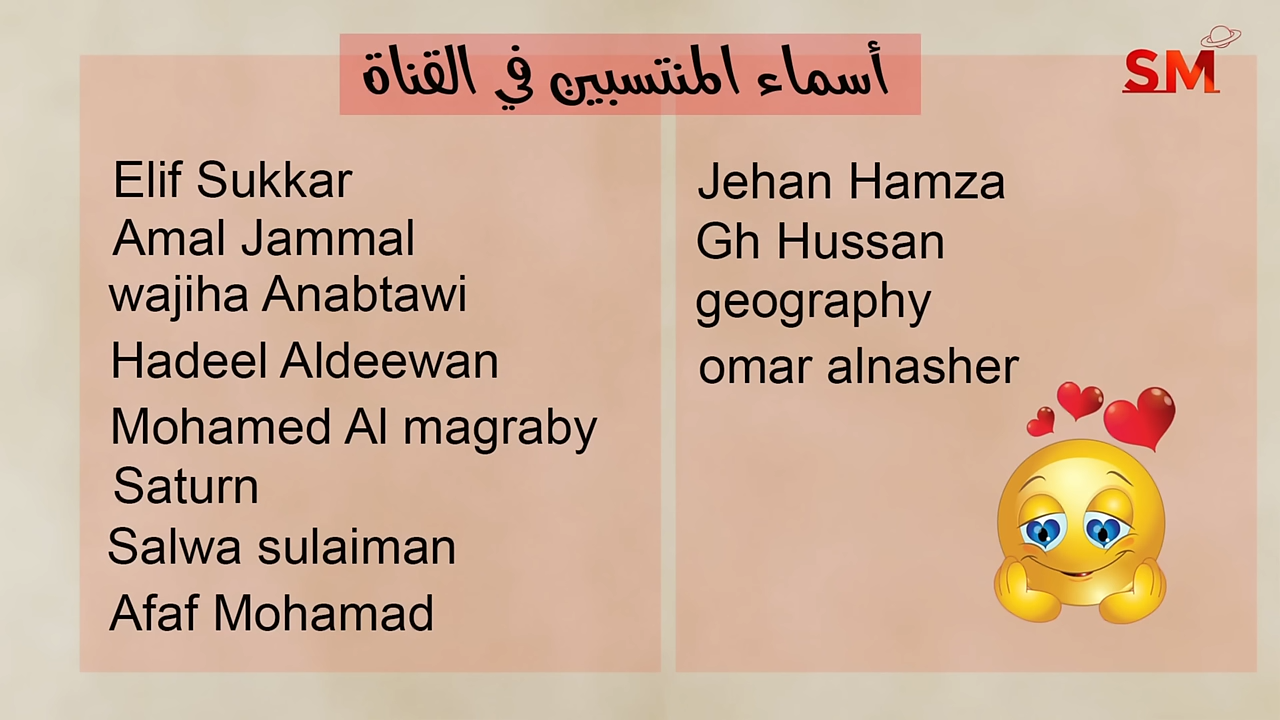 أسماء المنتسبين في القناة
SM
Elif Sukkar
Amal Jammal
wajiha Anabtawi
Hadeel Aldeewan
Mohamed Al magraby
Saturn
Salwa sulaiman
Afaf Mohamad
Jehan Hamza
Gh Hussan
geography
omar alnasher